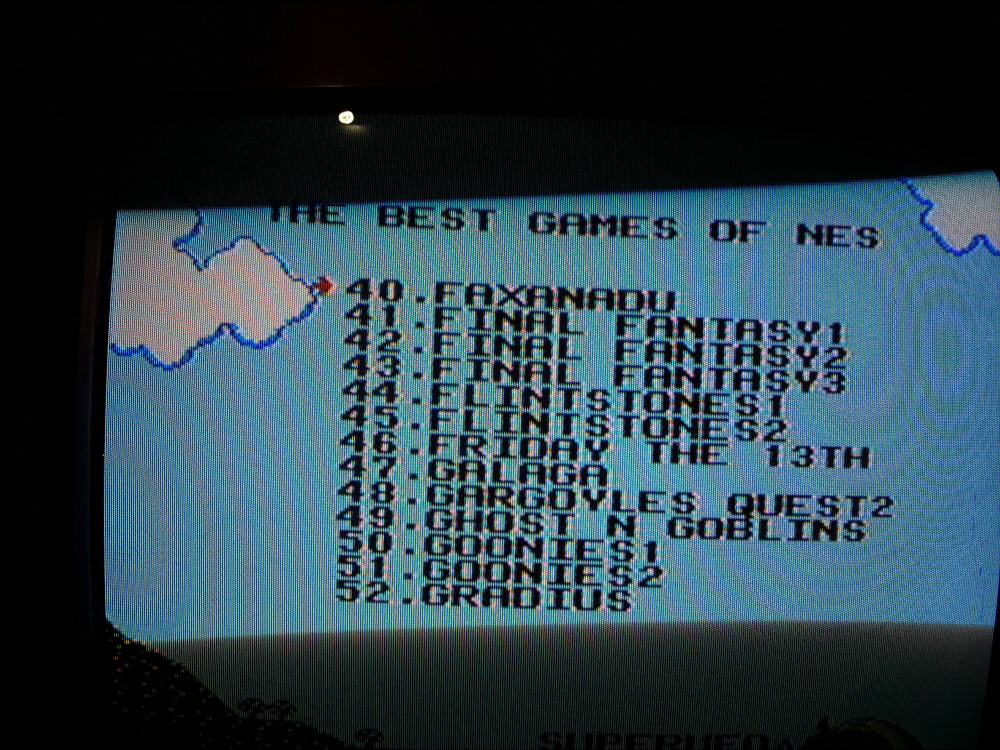 THE BEST GAMES OF NES
40.FAXANADU
41.FINAL FANTASY1
42.FINAL FANTASY2
43.FINAL FANTASY3
44.FLINTSTONES1
45.FLINTSTONES2
46.FRIDAY THE 13TH
47.GALAGA
48.GARGOYLES QUEST2
49.GHOST N GOBLINS
50.GOONIES1
51.GOONIES2
52.GRADIUS